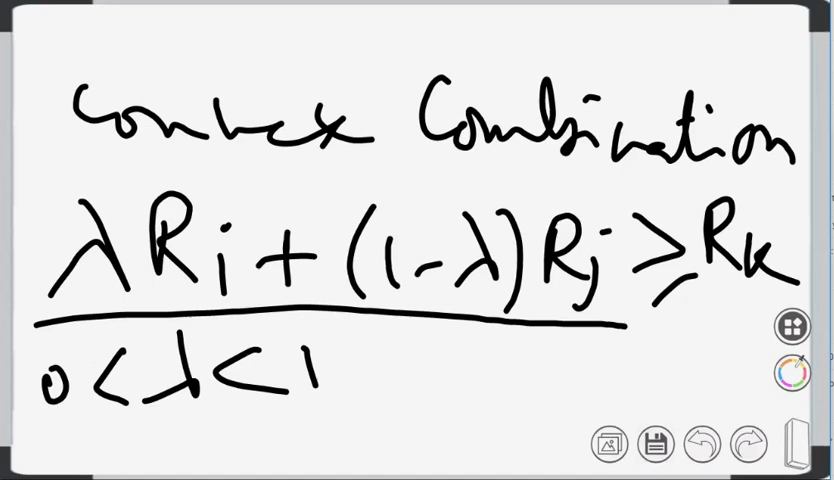 Convex Combination
λRi + (1-λ)Rj ≥ Rk
0 < λ < 1